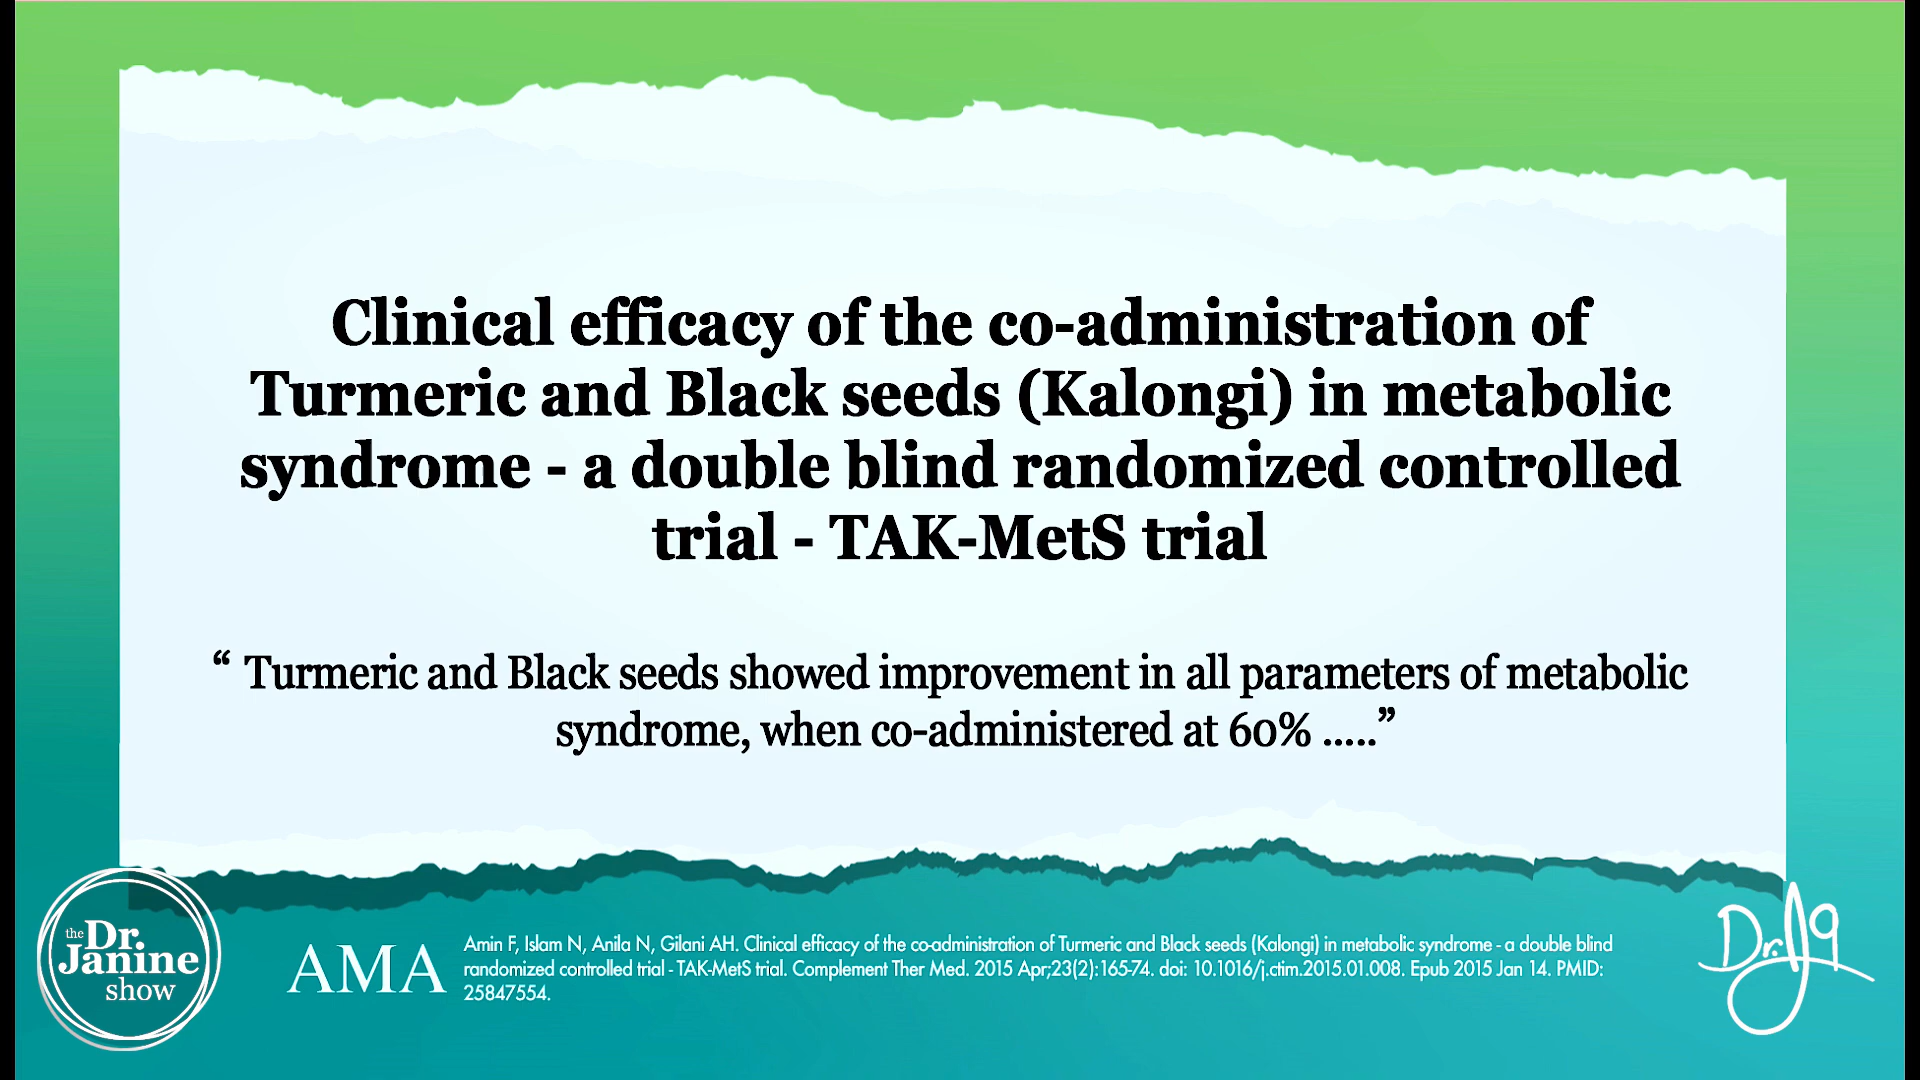 Clinical efficacy of the co-administration of
Turmeric and Black seeds (Kalongi) in metabolic
syndrome - a double blind randomized controlled
trial - TAK-MetS trial
“ Turmeric and Black seeds showed improvement in all parameters of metabolic
syndrome, when co-administered at 60% .....”
the Dr.
Janine
show
AMA
Amin F, Islam N, Anila N, Gilani AH. Clinical efficacy of the co-administration of Turmeric and Black seeds (Kalongi) in metabolic syndrome - a double blind
randomized controlled trial - TAK-MetS trial. Complement Ther Med. 2015 Apr;23(2):165-74. doi: 10.1016/j.ctim.2015.01.008. Epub 2015 Jan 14. PMID:
25847554.
Dr.J9